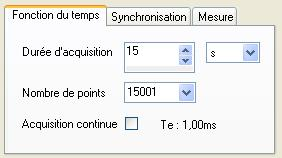 Fonction du temps Synchronisation Mesure
Durée d'acquisition 15 s
Nombre de points 15001
Acquisition continue Te : 1,00ms